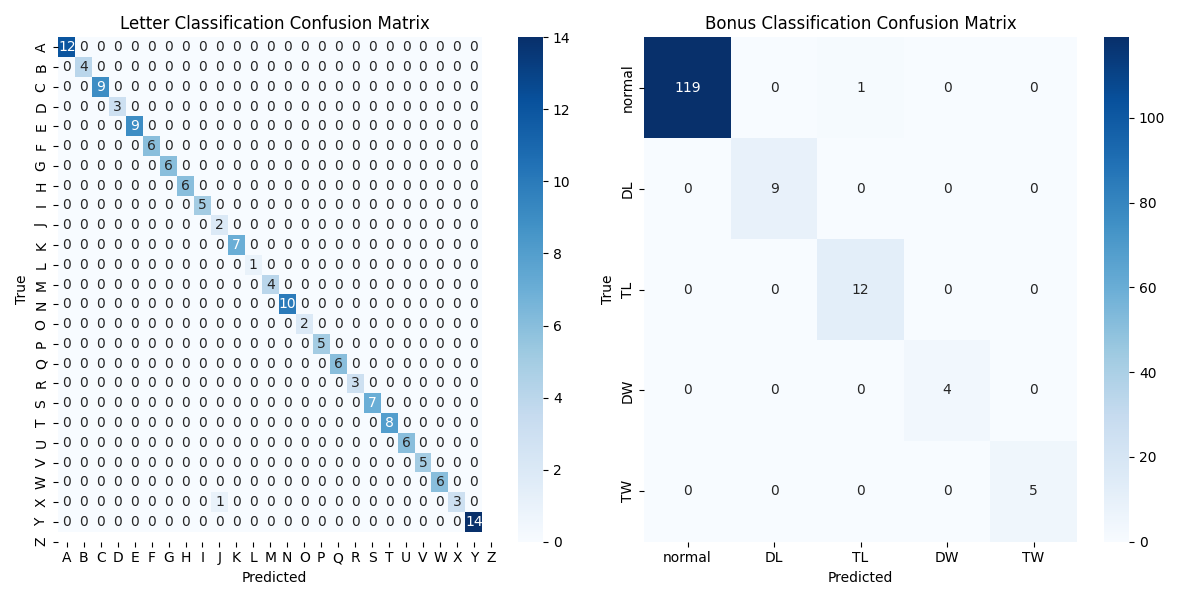 Letter Classification Confusion Matrix
True
A 12 0 0 0 0 0 0 0 0 0 0 0 0 0 0 0 0 0 0 0 0 0 0 0 0
B 0 4 0 0 0 0 0 0 0 0 0 0 0 0 0 0 0 0 0 0 0 0 0 0 0
C 0 0 9 0 0 0 0 0 0 0 0 0 0 0 0 0 0 0 0 0 0 0 0 0 0
D 0 0 0 3 0 0 0 0 0 0 0 0 0 0 0 0 0 0 0 0 0 0 0 0 0
E 0 0 0 0 9 0 0 0 0 0 0 0 0 0 0 0 0 0 0 0 0 0 0 0 0
F 0 0 0 0 0 6 0 0 0 0 0 0 0 0 0 0 0 0 0 0 0 0 0 0 0
G 0 0 0 0 0 0 6 0 0 0 0 0 0 0 0 0 0 0 0 0 0 0 0 0 0
H 0 0 0 0 0 0 0 6 0 0 0 0 0 0 0 0 0 0 0 0 0 0 0 0 0
I 0 0 0 0 0 0 0 0 5 0 0 0 0 0 0 0 0 0 0 0 0 0 0 0 0
J 0 0 0 0 0 0 0 0 0 2 0 0 0 0 0 0 0 0 0 0 0 0 0 0 0
K 0 0 0 0 0 0 0 0 0 0 7 0 0 0 0 0 0 0 0 0 0 0 0 0 0
L 0 0 0 0 0 0 0 0 0 0 0 1 0 0 0 0 0 0 0 0 0 0 0 0 0
M 0 0 0 0 0 0 0 0 0 0 0 0 4 0 0 0 0 0 0 0 0 0 0 0 0
N 0 0 0 0 0 0 0 0 0 0 0 0 0 10 0 0 0 0 0 0 0 0 0 0 0
O 0 0 0 0 0 0 0 0 0 0 0 0 0 0 2 0 0 0 0 0 0 0 0 0 0
P 0 0 0 0 0 0 0 0 0 0 0 0 0 0 0 5 0 0 0 0 0 0 0 0 0
Q 0 0 0 0 0 0 0 0 0 0 0 0 0 0 0 0 6 0 0 0 0 0 0 0 0
R 0 0 0 0 0 0 0 0 0 0 0 0 0 0 0 0 0 3 0 0 0 0 0 0 0
S 0 0 0 0 0 0 0 0 0 0 0 0 0 0 0 0 0 0 7 0 0 0 0 0 0
T 0 0 0 0 0 0 0 0 0 0 0 0 0 0 0 0 0 0 0 8 0 0 0 0 0
U 0 0 0 0 0 0 0 0 0 0 0 0 0 0 0 0 0 0 0 0 6 0 0 0 0
V 0 0 0 0 0 0 0 0 0 0 0 0 0 0 0 0 0 0 0 0 0 5 0 0 0
W 0 0 0 0 0 0 0 0 0 0 0 0 0 0 0 0 0 0 0 0 0 0 6 0 0
X 0 0 0 0 0 0 0 0 0 1 0 0 0 0 0 0 0 0 0 0 0 0 0 3 0
Y 0 0 0 0 0 0 0 0 0 0 0 0 0 0 0 0 0 0 0 0 0 0 0 0 14
Z
A B C D E F G H I J K L M N O P Q R S T U V W X Y Z
Predicted
14
12
10
8
6
4
2
0
Bonus Classification Confusion Matrix
True
normal 119 0 1 0 0
DL 0 9 0 0 0
TL 0 0 12 0 0
DW 0 0 0 4 0
TW 0 0 0 0 5
normal DL TL DW TW
Predicted
100
80
60
40
20
0